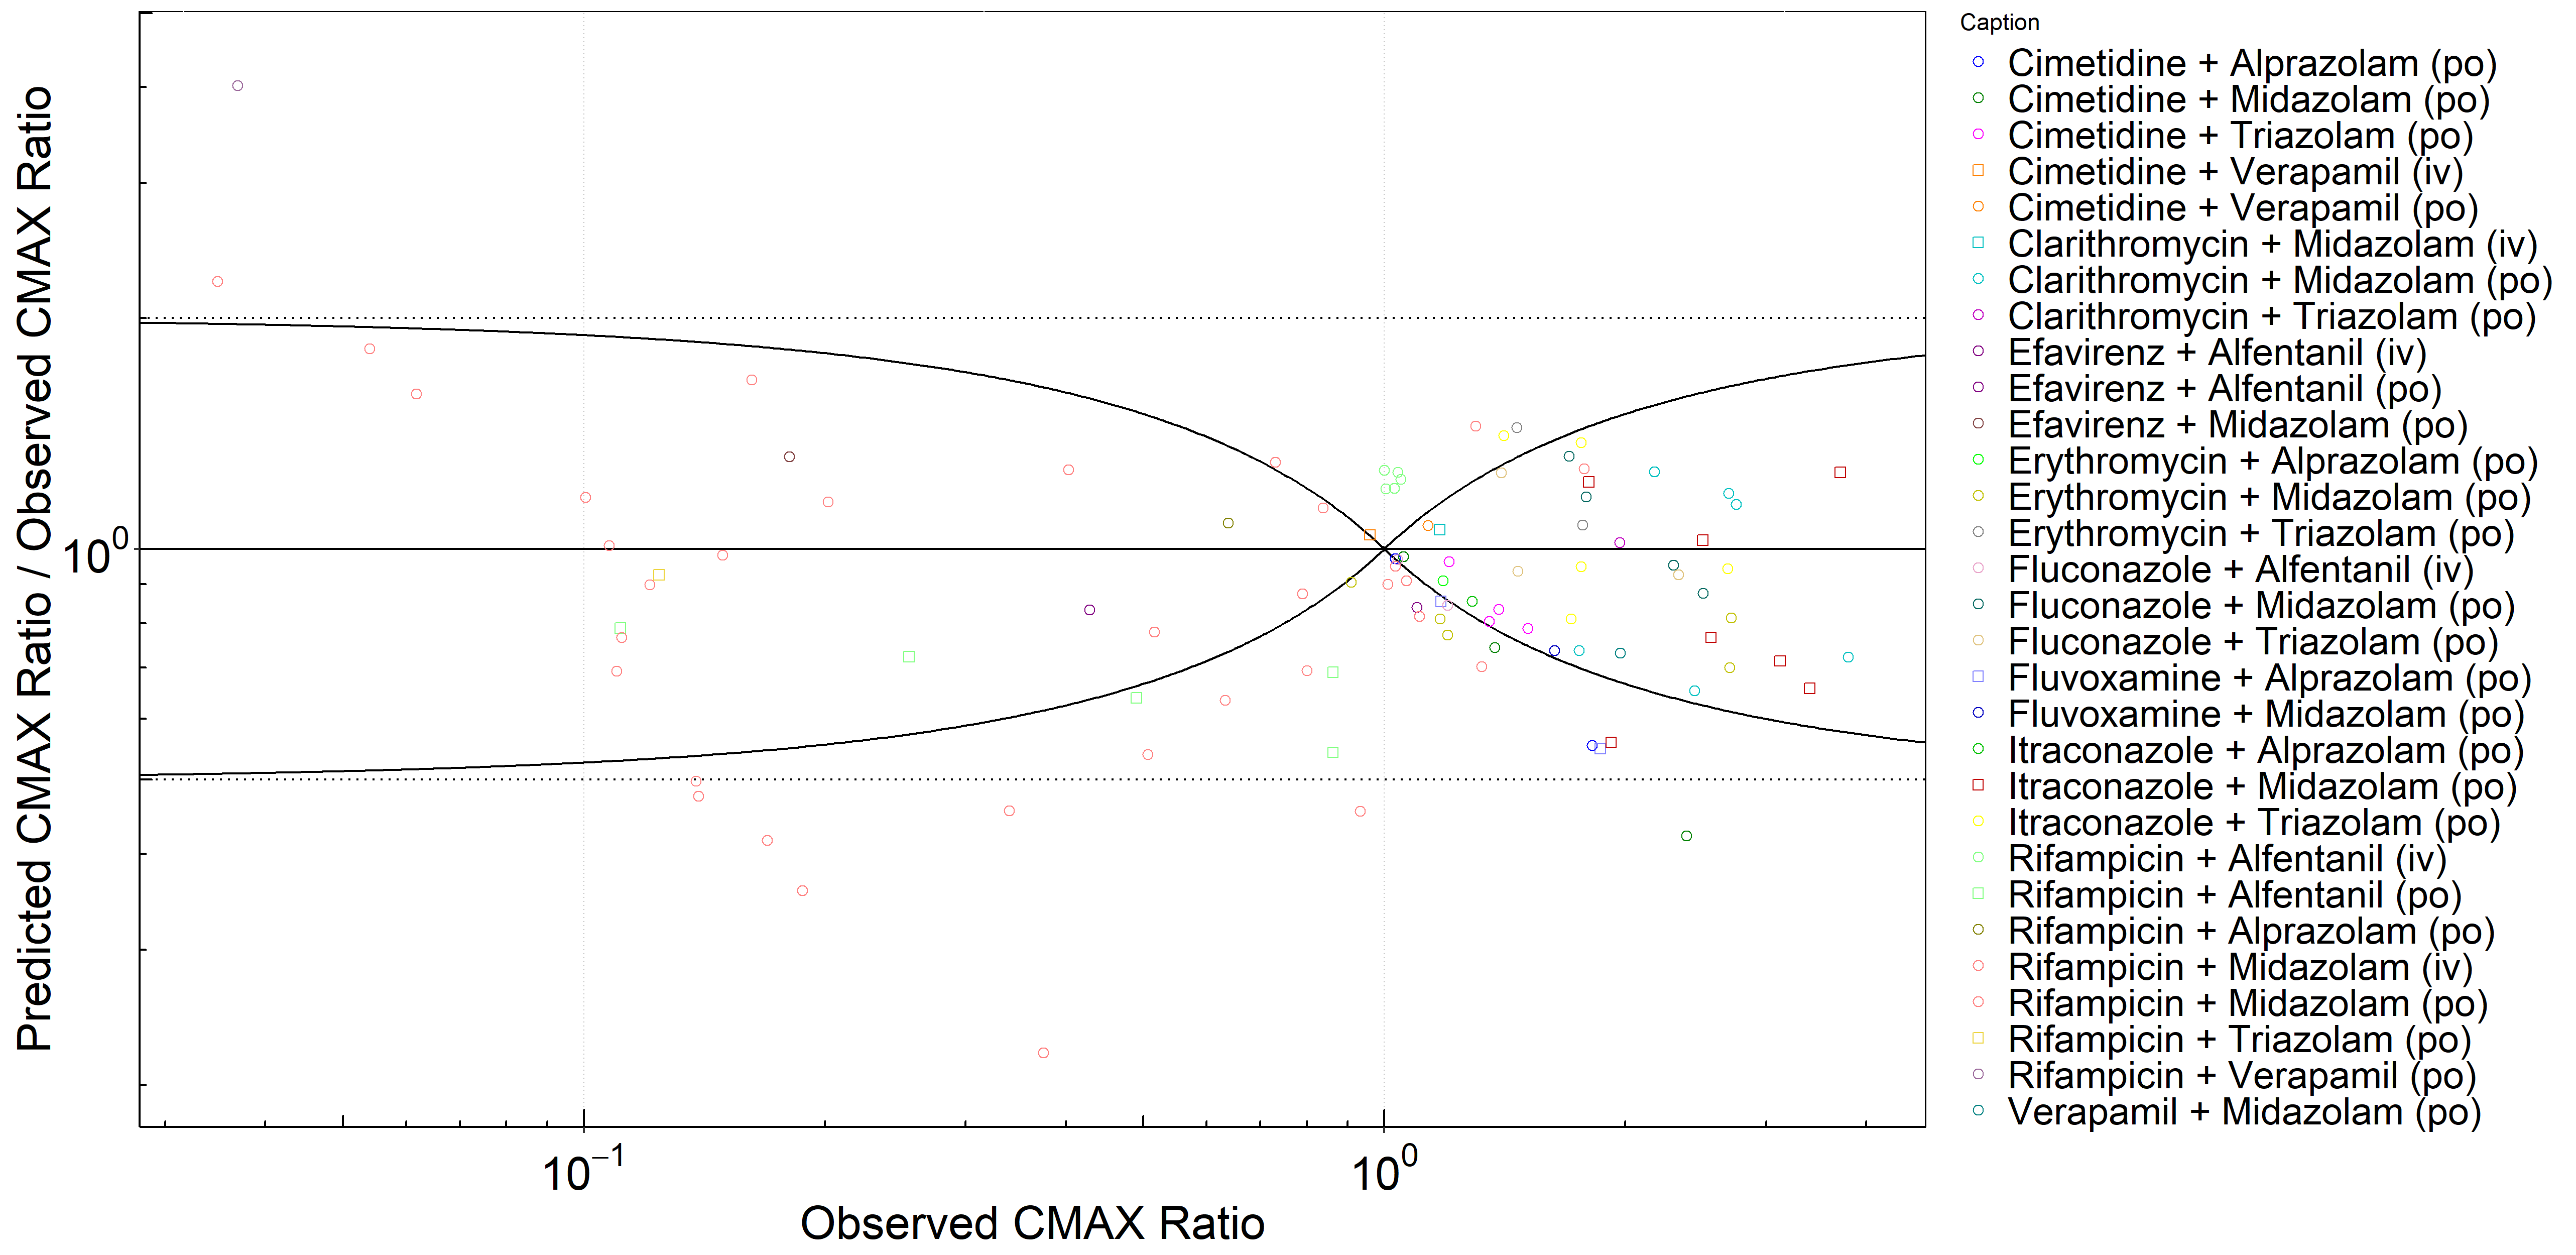 Caption
Cimetidine + Alprazolam (po)
Cimetidine + Midazolam (po)
Cimetidine + Triazolam (po)
Cimetidine + Verapamil (iv)
Cimetidine + Verapamil (po)
Clarithromycin + Midazolam (iv)
Clarithromycin + Midazolam (po)
Clarithromycin + Triazolam (po)
Efavirenz + Alfentanil (iv)
Efavirenz + Alfentanil (po)
Efavirenz + Midazolam (po)
Erythromycin + Alprazolam (po)
Erythromycin + Midazolam (po)
Erythromycin + Triazolam (po)
Fluconazole + Alfentanil (iv)
Fluconazole + Midazolam (po)
Fluconazole + Triazolam (po)
Fluvoxamine + Alprazolam (po)
Fluvoxamine + Midazolam (po)
Itraconazole + Alprazolam (po)
Itraconazole + Midazolam (po)
Itraconazole + Triazolam (po)
Rifampicin + Alfentanil (iv)
Rifampicin + Alfentanil (po)
Rifampicin + Alprazolam (po)
Rifampicin + Midazolam (iv)
Rifampicin + Midazolam (po)
Rifampicin + Triazolam (po)
Rifampicin + Verapamil (po)
Verapamil + Midazolam (po)
Predicted CMAX Ratio / Observed CMAX Ratio
10⁰
10⁻¹
10⁰
Observed CMAX Ratio